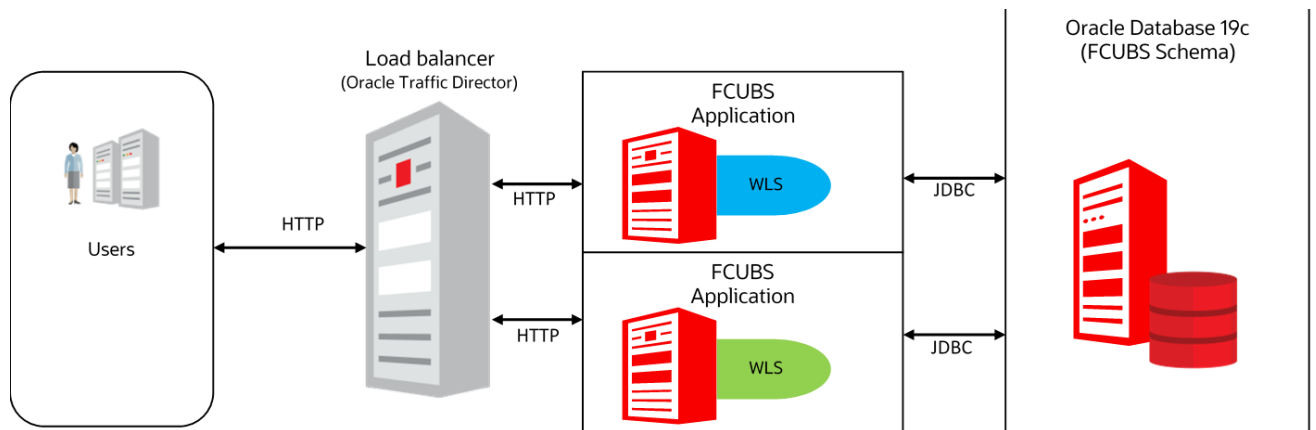 Users
HTTP
Load balancer
(Oracle Traffic Director)
HTTP
HTTP
FCUBS
Application
WLS
FCUBS
Application
WLS
JDBC
JDBC
Oracle Database 19c
(FCUBS Schema)